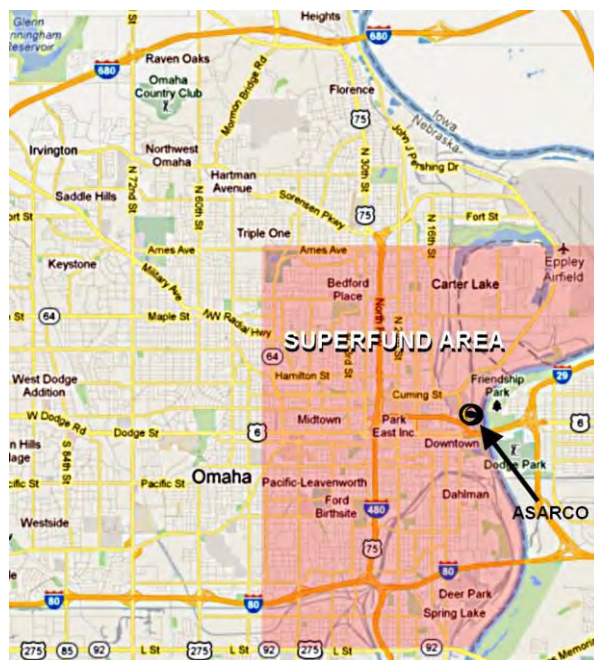 Heights
Glenn
nningham
Reservoir
680
680
Raven Oaks
Omaha
Country Club
Mormon Bridge Rd
Florence
75
Iowa
Nebraska
John J Pershing Dr
Irvington
N 72nd St
N 60th St
Northwest
Omaha
N 30th St
Hartman
Avenue
Saddle Hills
Sorensen Pkwy
75
N 16th St
ort St
Fort St
Triple One
Ames Ave
Ames Ave
Keystone
Military Ave
Eppley
Airfield
Bedford
Place
Carter Lake
64
Maple St
NW Radial Hwy
SUPERFUND AREA
64
29
Hamilton St
Cuming St
Friendship
Park
West Dodge
Addition
W Dodge Rd
Dodge St
6
Midtown
Park
East Inc
6
Downtown
n Hills
lage
S 84th St
Dodge Park
Omaha
Pacific St
Pacific St
Pacific-Leavenworth
Dahlman
ASARCO
Ford
Birthsite
480
Westside
75
80
80
80
Deer Park
Spring Lake
275
85
92
L St
275
92
L St
92
275